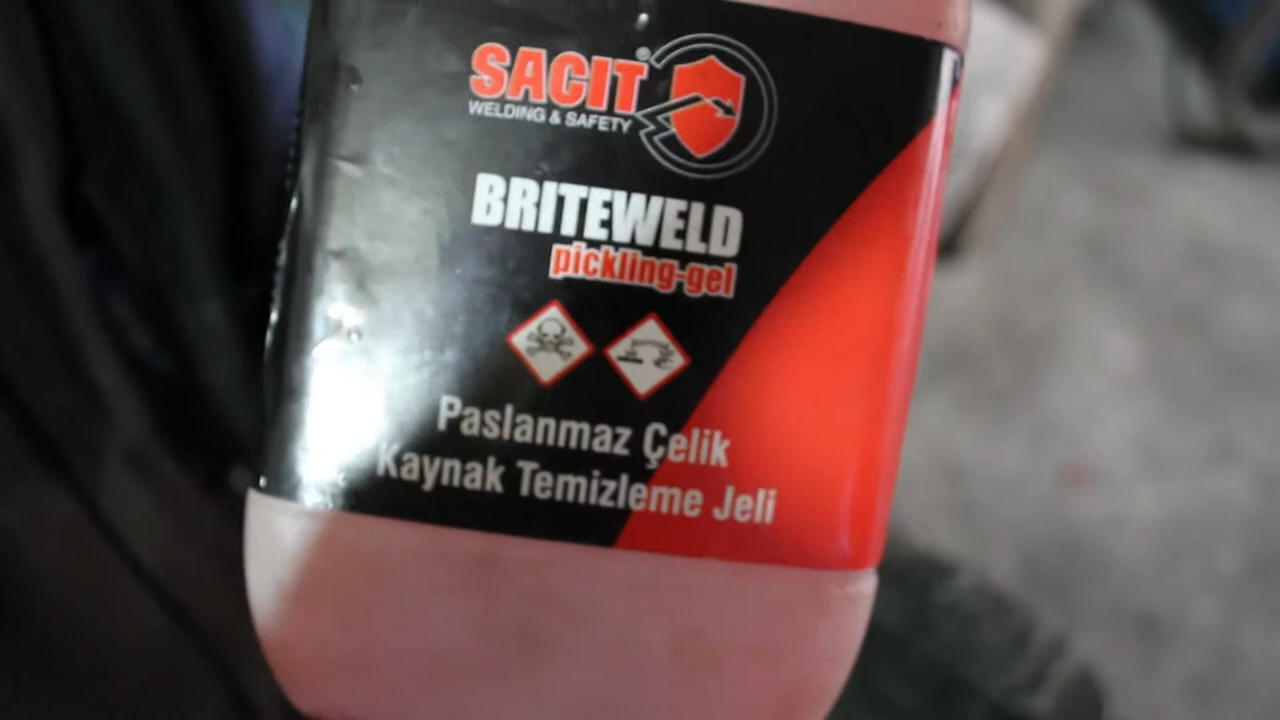 SACIT®
WELDING & SAFETY
BRITEWELD
pickling-gel
Paslanmaz Çelik
Kaynak Temizleme Jeli